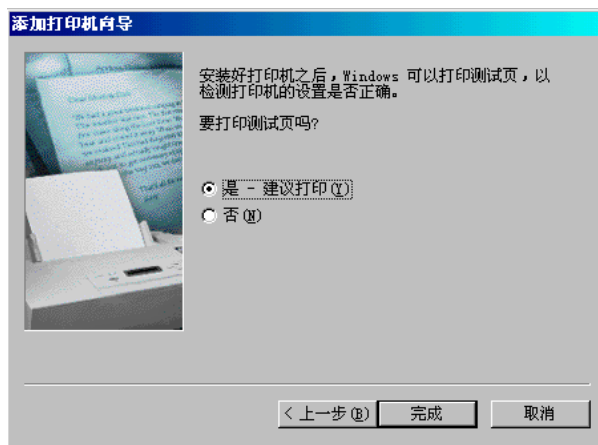 添加打印机向导
安装好打印机之后，Windows 可以打印测试页，以
检测打印机的设置是否正确。
要打印测试页吗?
是 - 建议打印(Y)
否(N)
< 上一步(B)
完成
取消